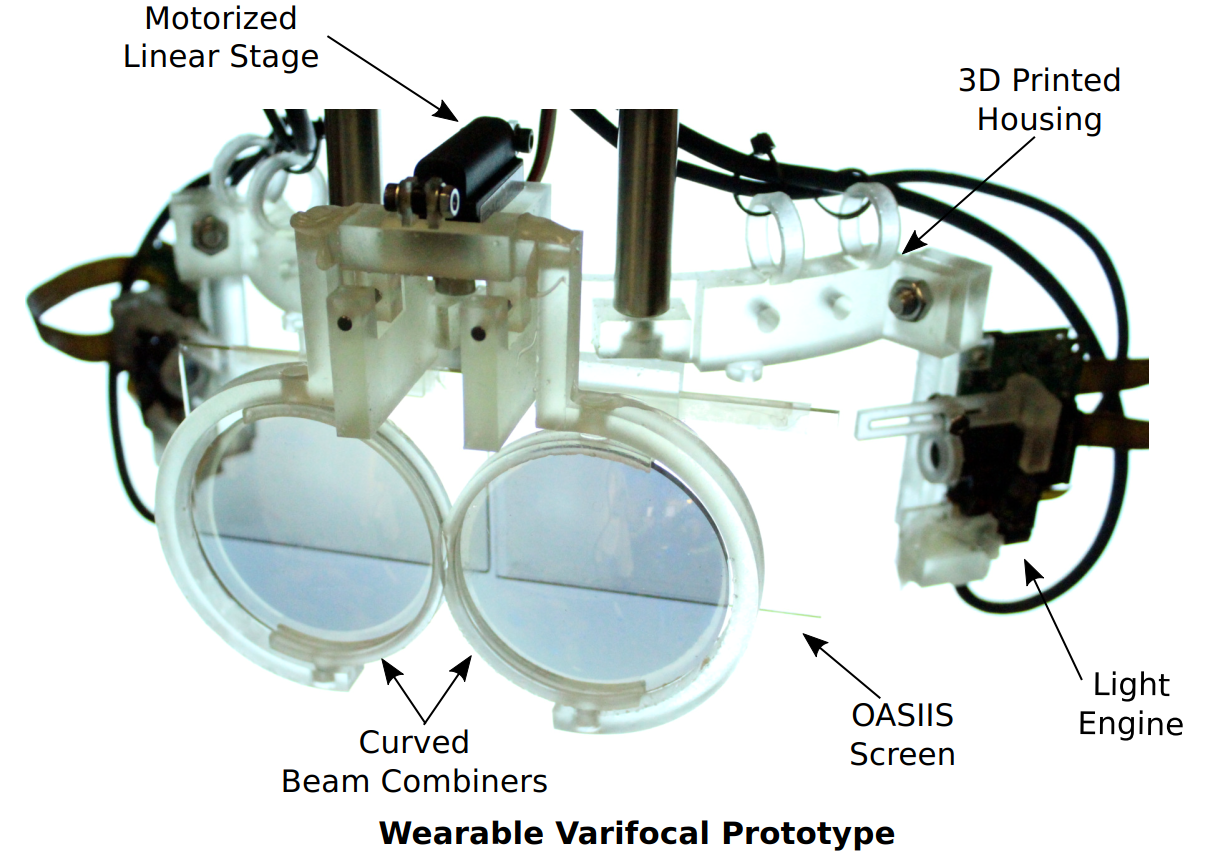 Motorized
Linear Stage
3D Printed
Housing
Light
Engine
OASIIS
Screen
Curved
Beam Combiners
Wearable Varifocal Prototype